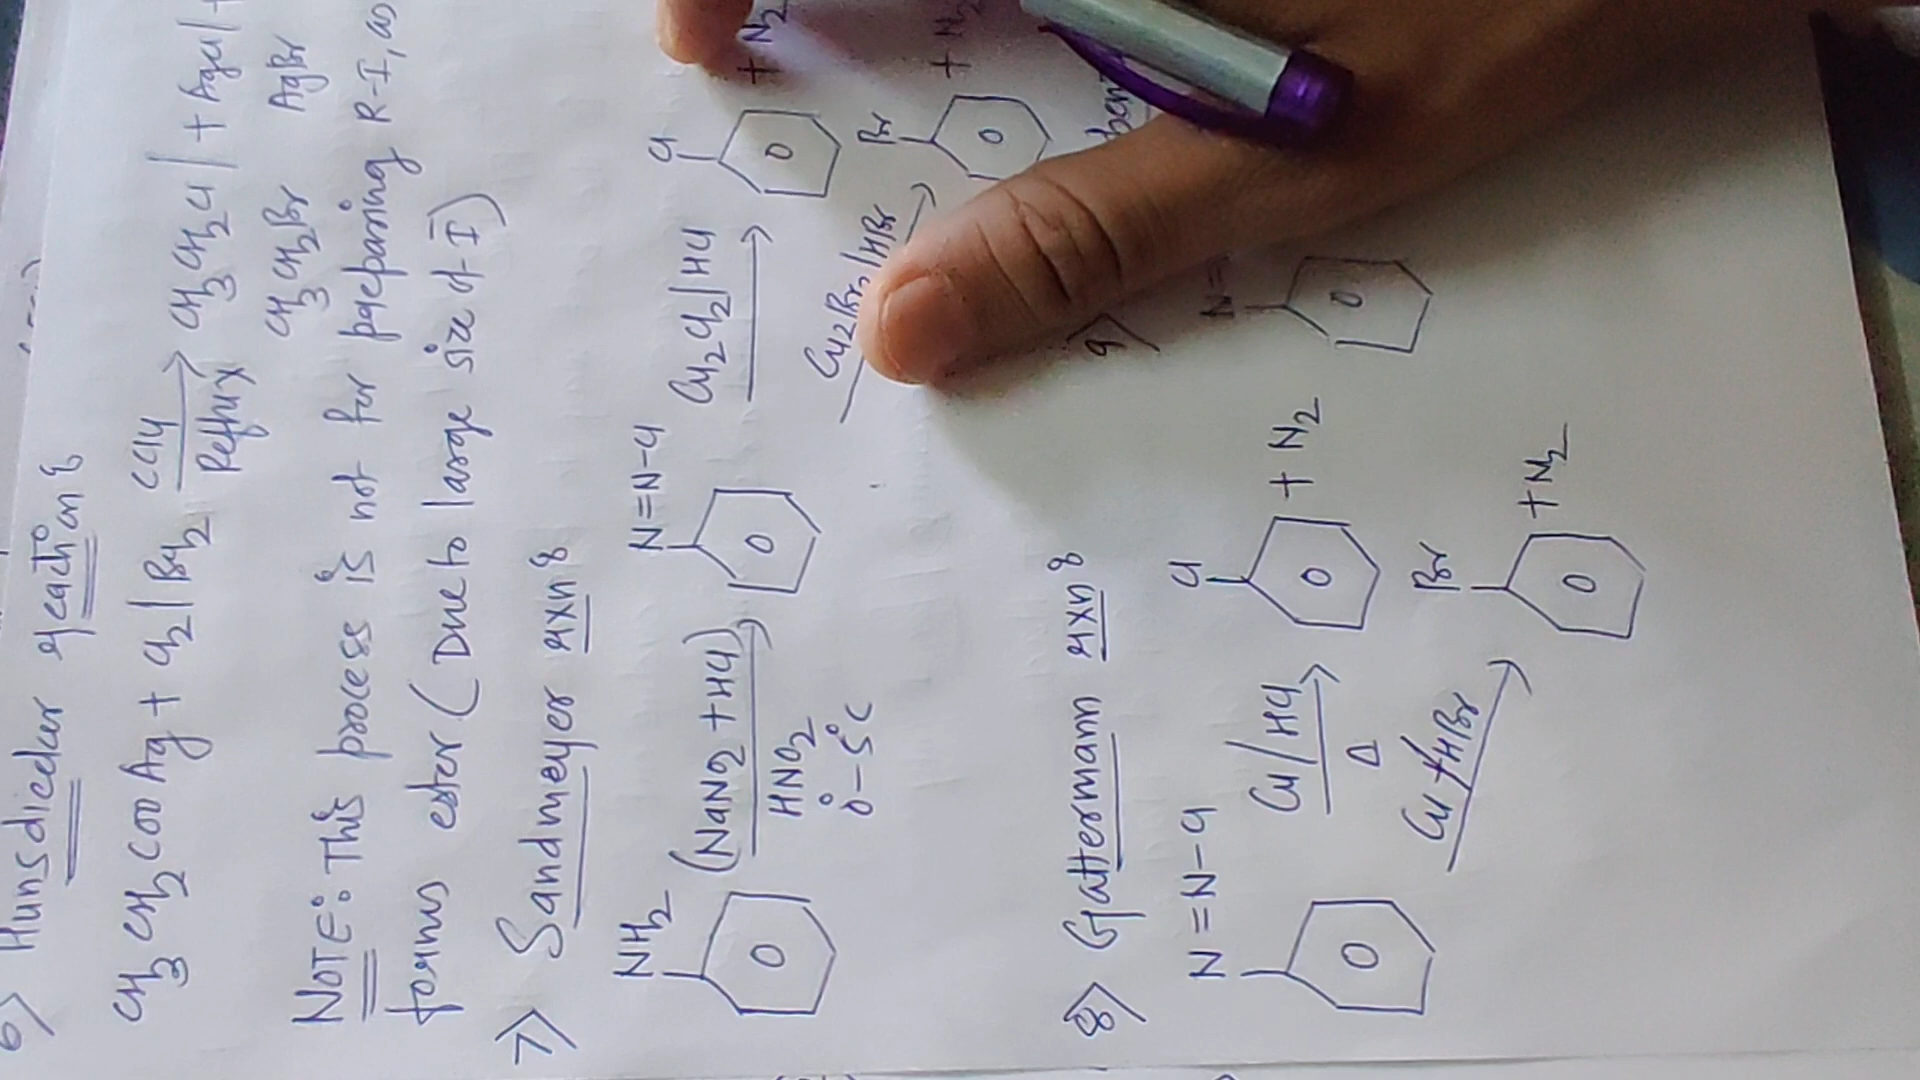 6) Hunsdiecker reaction:
CH3CH2COOAg + Cl2/Br2 CCl4 Reflux CH3CH2Cl / + AgCl /
CH3CH2Br AgBr
NOTE: This process is not for preparing R-I, as
forms ester (Due to large size of I)
7) Sandmeyer rxn:
NH2 N=N-Cl Cl
(NaNO2 + HCl) Cu2Cl2/HCl + N2
HNO2
0°-5°C Cu2Br2/HBr Br + N2
8) Gattermann rxn: 9)
N=N-Cl Cl N=
Cu/HCl + N2
Δ
Cu/HBr Br + N2